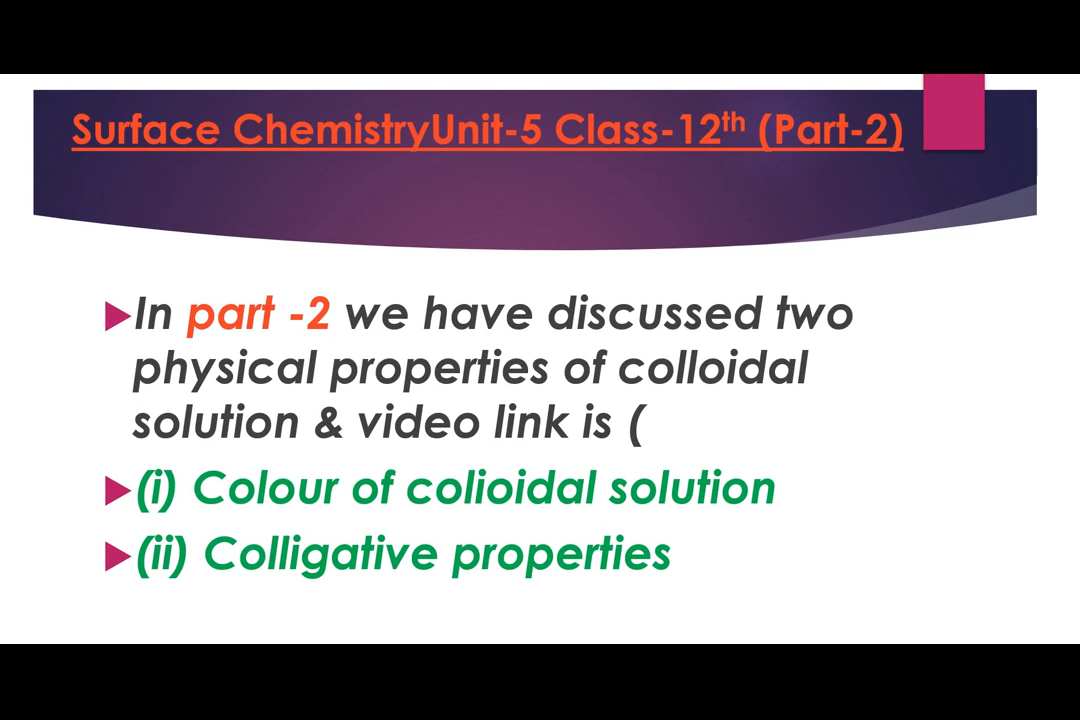 Surface ChemistryUnit-5 Class-12th (Part-2)
In part -2 we have discussed two
physical properties of colloidal
solution & video link is (
(i) Colour of colioidal solution
(ii) Colligative properties